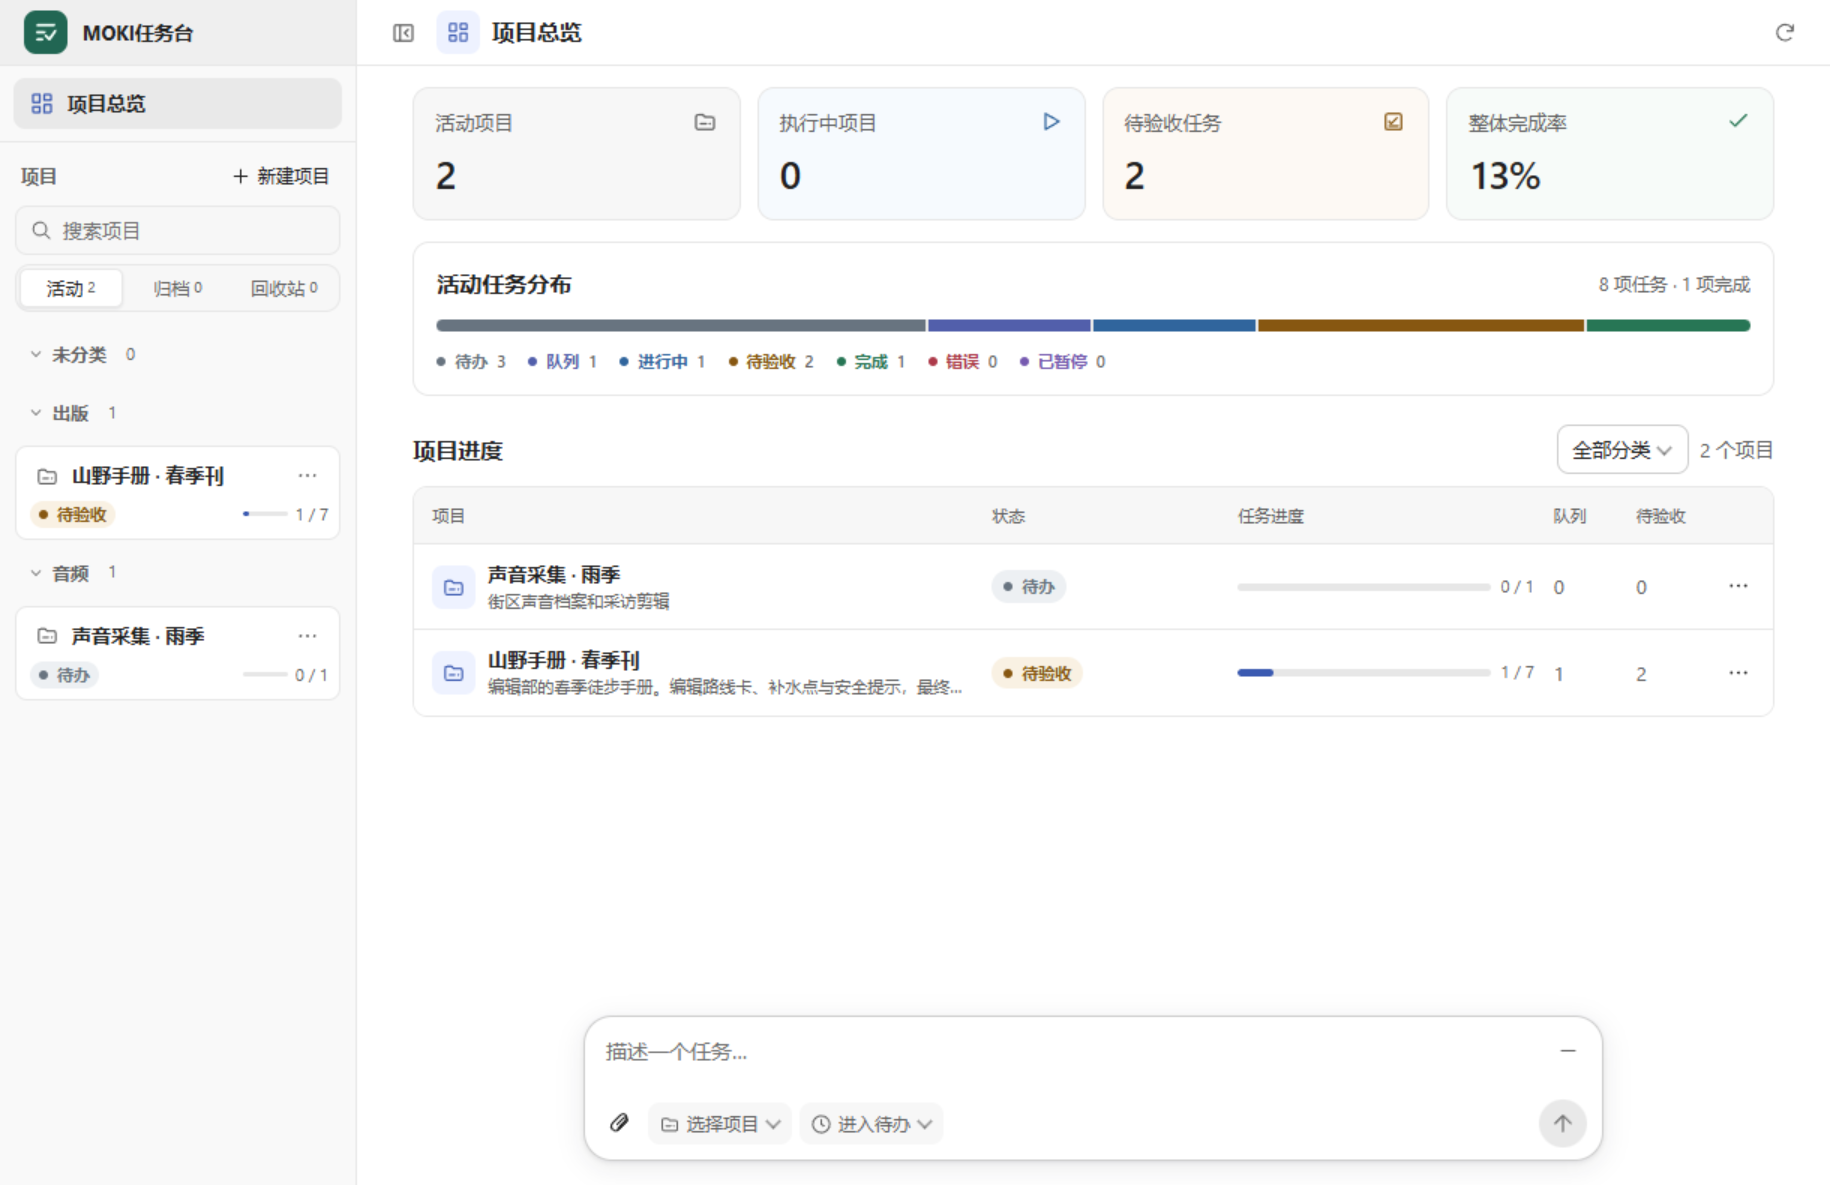 MOKI任务台
项目总览
项目
新建项目
搜索项目
活动 2
归档 0
回收站 0
未分类 0
出版 1
山野手册 · 春季刊
待验收
1 / 7
音频 1
声音采集 · 雨季
待办
0 / 1
项目总览
活动项目
2
执行中项目
0
待验收任务
2
整体完成率
13%
活动任务分布
8 项任务 · 1 项完成
待办 3
队列 1
进行中 1
待验收 2
完成 1
错误 0
已暂停 0
项目进度
全部分类
2 个项目
项目 状态 任务进度 队列 待验收
声音采集 · 雨季
街区声音档案和采访剪辑
待办
0 / 1
0
0
山野手册 · 春季刊
编辑部的春季徒步手册。编辑路线卡、补水点与安全提示，最终...
待验收
1 / 7
1
2
描述一个任务...
选择项目
进入待办